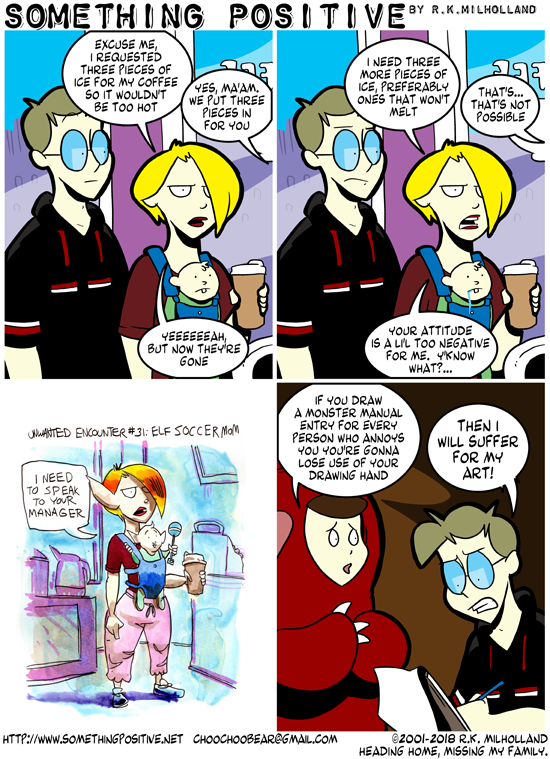 SOMETHING POSITIVE BY R.K.MILHOLLAND
EXCUSE ME,
I REQUESTED
THREE PIECES OF
ICE FOR MY COFFEE
SO IT WOULDN'T
BE TOO HOT
YES, MA'AM.
WE PUT THREE
PIECES IN
FOR YOU
YEEEEEEAH,
BUT NOW THEY'RE
GONE
I NEED THREE
MORE PIECES OF
ICE, PREFERABLY
ONES THAT WON'T
MELT
THAT'S...
THAT'S NOT
POSSIBLE
YOUR ATTITUDE
IS A LI'L TOO NEGATIVE
FOR ME. Y'KNOW
WHAT?...
UNWANTED ENCOUNTER #31: ELF SOCCER MOM
I NEED
TO SPEAK
TO YOUR
MANAGER
IF YOU DRAW
A MONSTER MANUAL
ENTRY FOR EVERY
PERSON WHO ANNOYS
YOU YOU'RE GONNA
LOSE USE OF YOUR
DRAWING HAND
THEN I
WILL SUFFER
FOR MY
ART!
HTTP://WWW.SOMETHINGPOSITIVE.NET CHOOCHOOBEAR@GMAIL.COM
©2001-2018 R.K. MILHOLLAND
HEADING HOME, MISSING MY FAMILY.